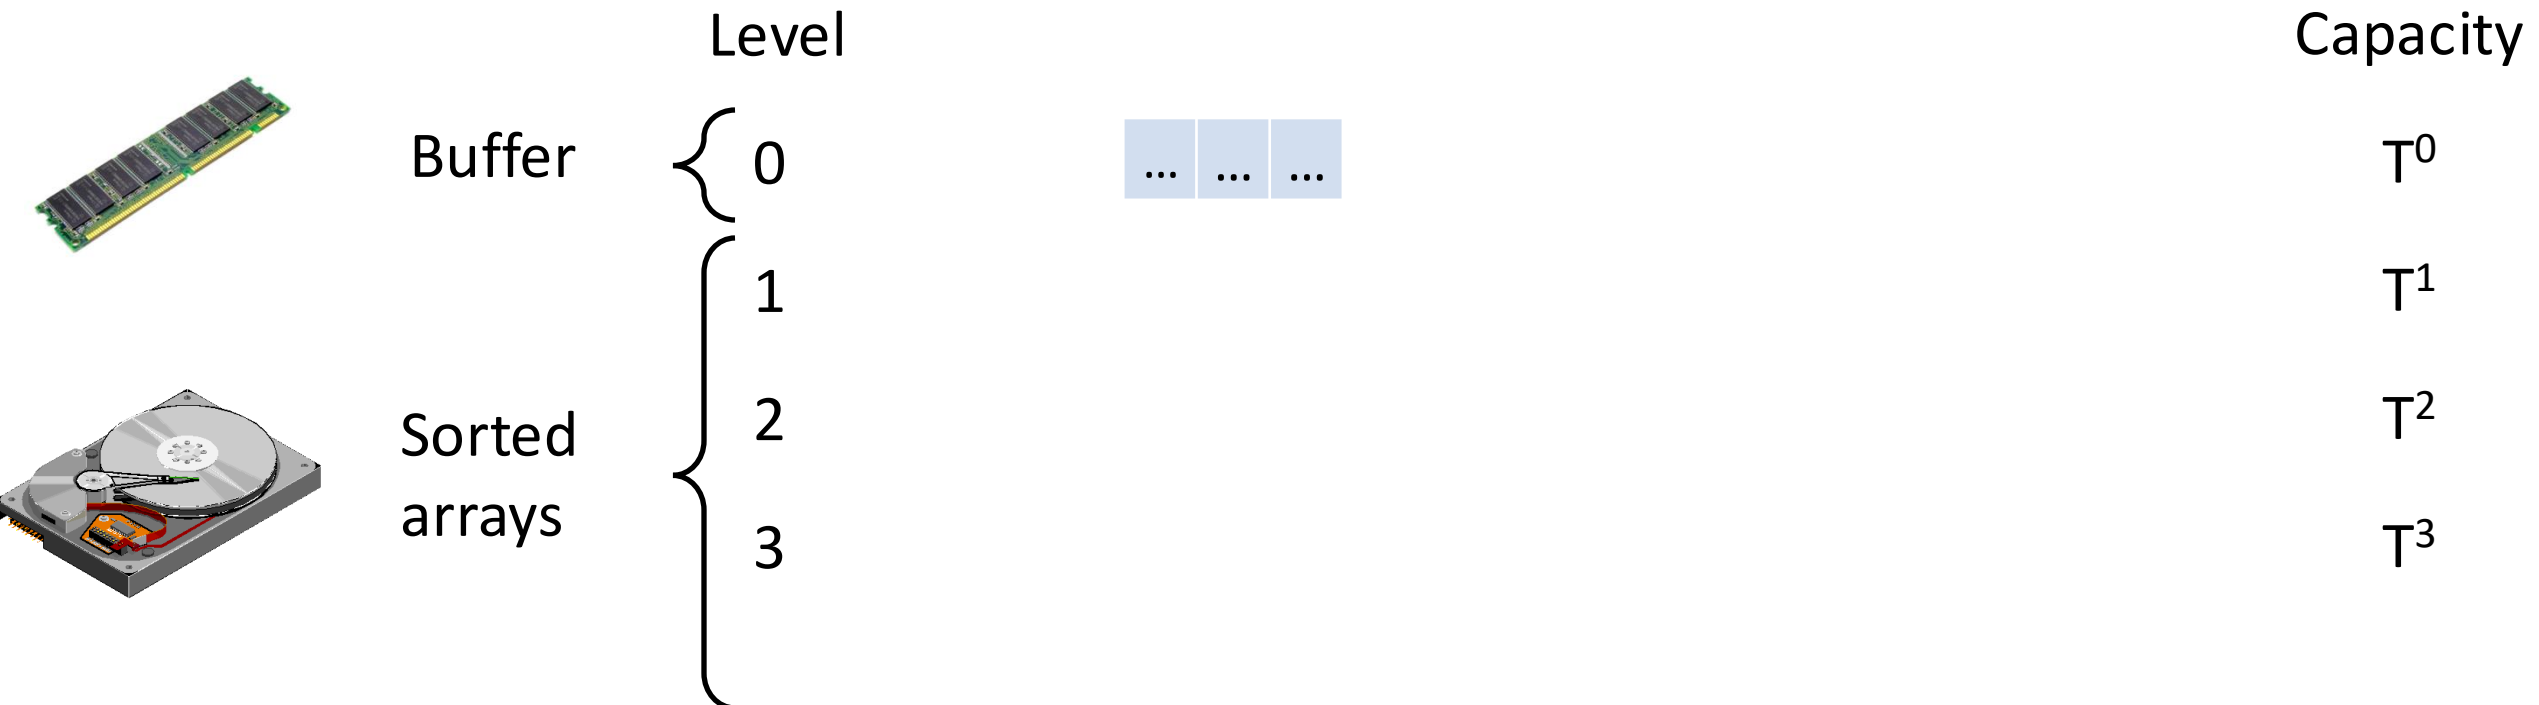 Level Capacity
Buffer 0 ... ... ... T⁰
1 T¹
2 T²
Sorted
arrays
3 T³